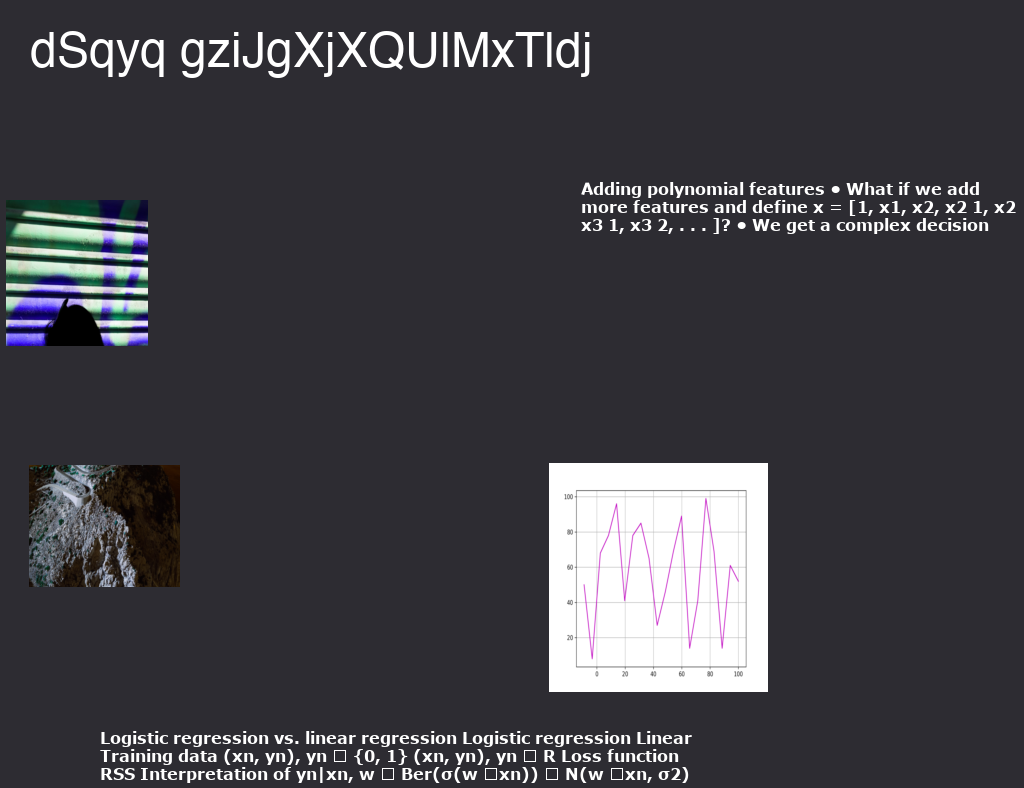 dSqyq gziJgXjXQUlMxTldj
Adding polynomial features • What if we add
more features and define x = [1, x1, x2, x2 1, x2
x3 1, x3 2, . . . ]? • We get a complex decision
100
80
60
40
20
0 20 40 60 80 100
Logistic regression vs. linear regression Logistic regression Linear
Training data (xn, yn), yn □ {0, 1} (xn, yn), yn □ R Loss function
RSS Interpretation of yn|xn, w □ Ber(σ(w □xn)) □ N(w □xn, σ2)